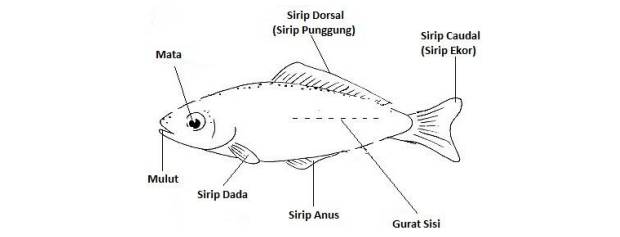 Sirip Dorsal
(Sirip Punggung)
Sirip Caudal
(Sirip Ekor)
Mata
Mulut
Sirip Dada
Sirip Anus
Gurat Sisi